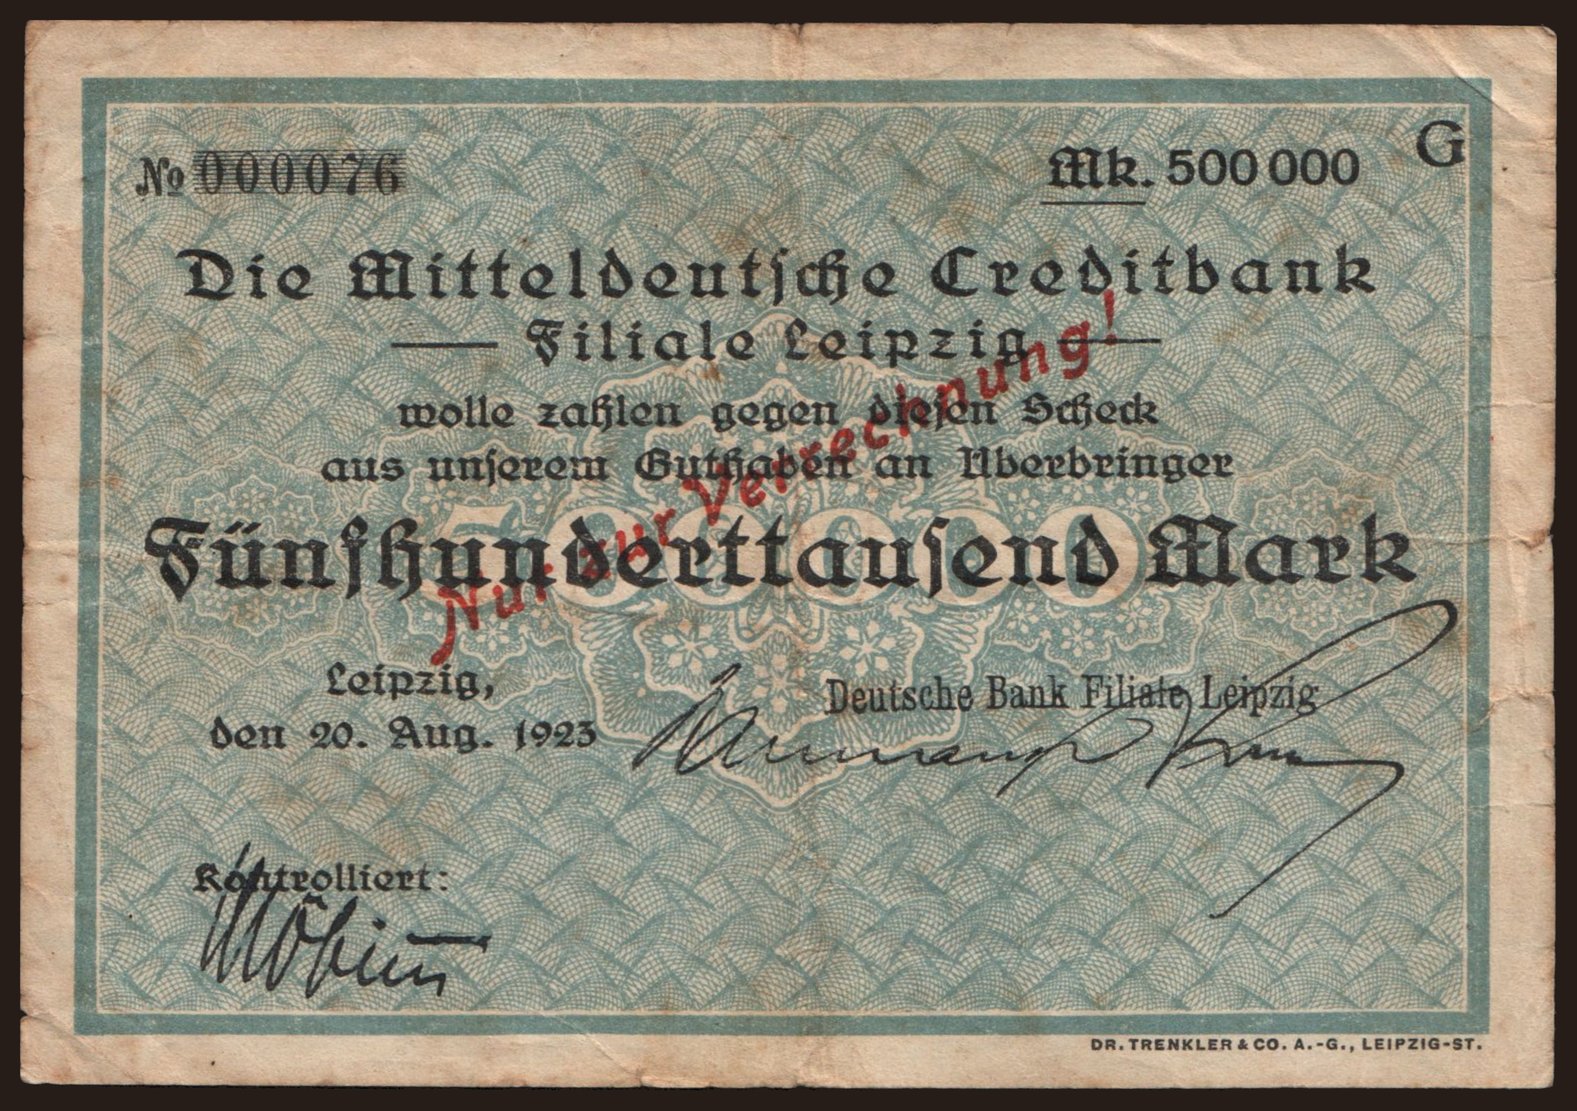 No 000076
Mk. 500 000 G
Die Mitteldeutsche Creditbank
Filiale Leipzig
wolle zahlen gegen diesen Scheck
aus unserem Guthaben an Überbringer
500000
Fünfhunderttausend Mark
Nur zur Verrechnung!
Leipzig,
den 20. Aug. 1923
Deutsche Bank Filiale Leipzig
Kontrolliert:
DR. TRENKLER & CO. A.-G., LEIPZIG-ST.